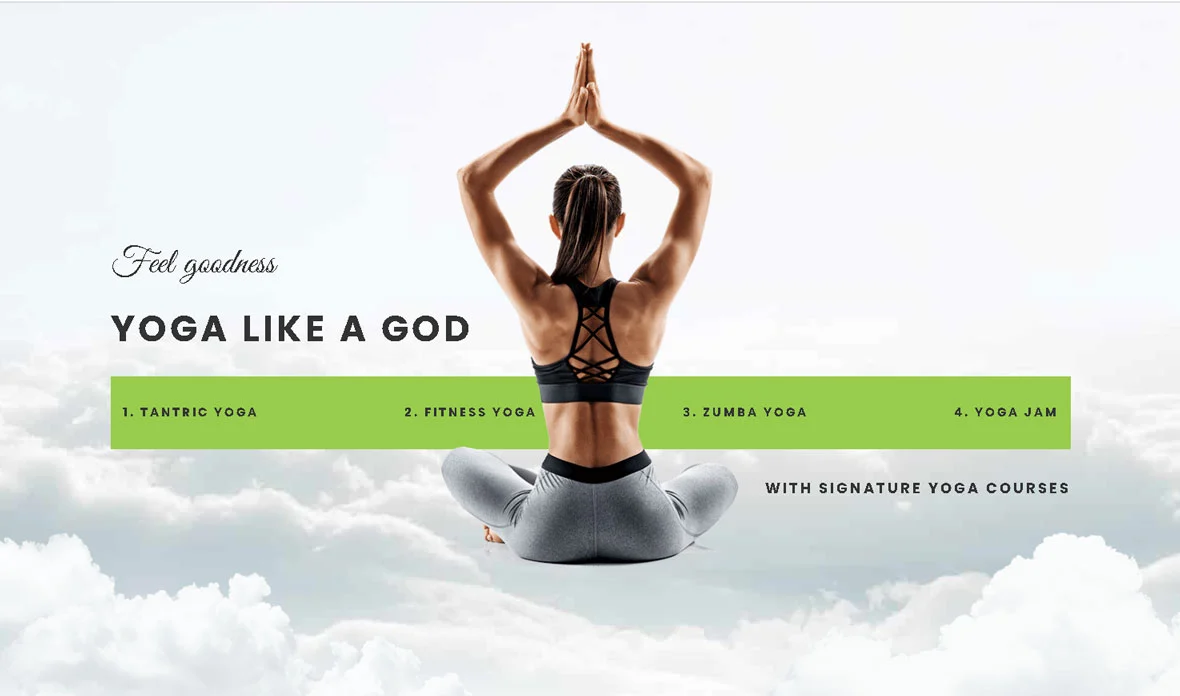 Feel goodness
YOGA LIKE A GOD
1. TANTRIC YOGA
2. FITNESS YOGA
3. ZUMBA YOGA
4. YOGA JAM
WITH SIGNATURE YOGA COURSES